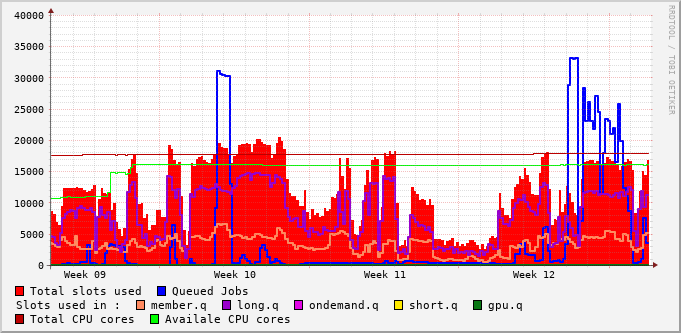 40000
35000
30000
25000
20000
15000
10000
5000
0
Week 09 Week 10 Week 11 Week 12
RRDTOOL / TOBI OETIKER
Total slots used Queued Jobs
Slots used in : member.q long.q ondemand.q short.q gpu.q
Total CPU cores Availale CPU cores